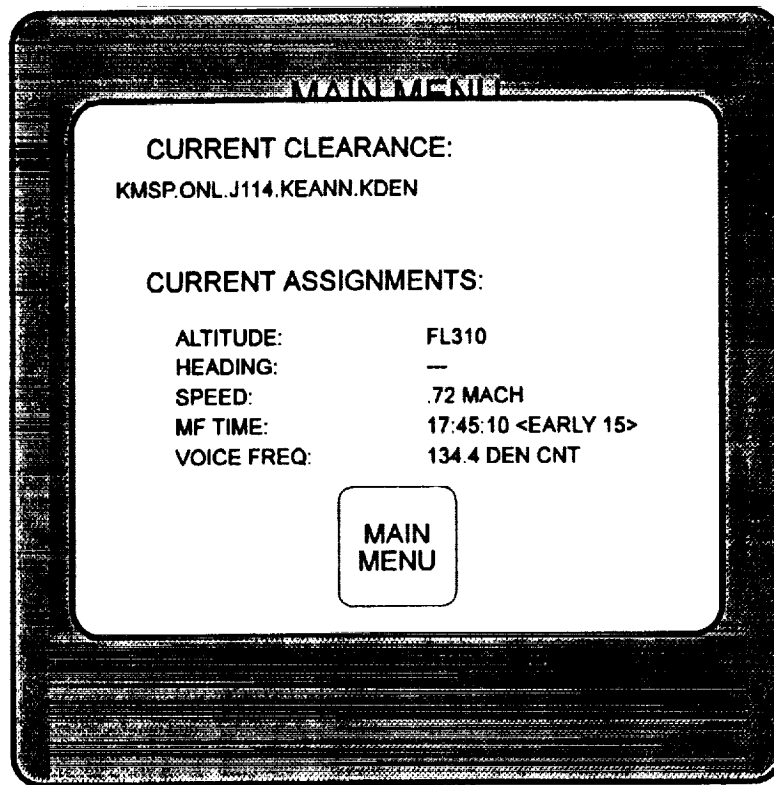 MAIN MENU
CURRENT CLEARANCE:
KMSP.ONL.J114.KEANN.KDEN
CURRENT ASSIGNMENTS:
ALTITUDE: FL310
HEADING: ---
SPEED: .72 MACH
MF TIME: 17:45:10 <EARLY 15>
VOICE FREQ: 134.4 DEN CNT
MAIN
MENU